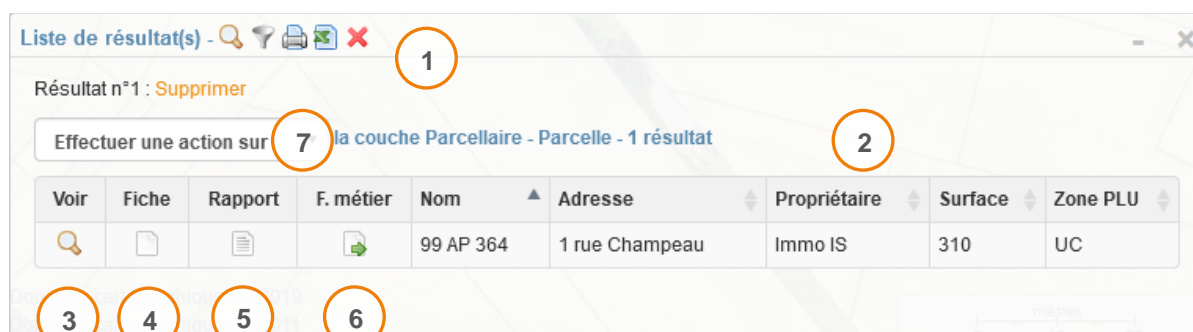 Liste de résultat(s) -
1
Résultat n°1 : Supprimer
Effectuer une action sur 7 la couche Parcellaire - Parcelle - 1 résultat
2
Voir Fiche Rapport F. métier Nom Adresse Propriétaire Surface Zone PLU
99 AP 364 1 rue Champeau Immo IS 310 UC
3 4 5 6
mètres